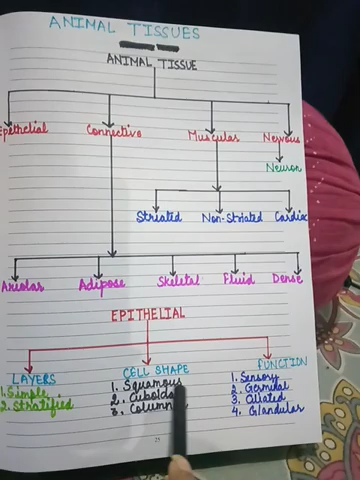 ANIMAL TISSUES
ANIMAL TISSUE
Epethelial Connective Muscular Nervous
Neuron
Striated Non-Striated Cardiac
Areolar Adipose Skeletal Fluid Dense
EPITHELIAL
LAYERS CELL SHAPE FUNCTION
1. Simple 1. Squamous 1. Sensory
2. Stratified 2. Cuboidal 2. Germinal
3. Columnar 3. Ciliated
4. Glandular
25